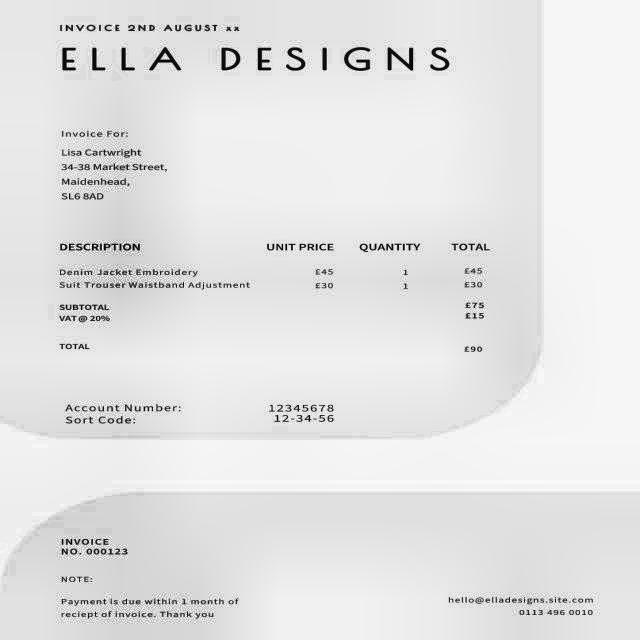 INVOICE 2ND AUGUST xx
ELLA DESIGNS
Invoice For:
Lisa Cartwright
34-38 Market Street,
Maidenhead,
SL6 8AD
DESCRIPTION UNIT PRICE QUANTITY TOTAL
Denim Jacket Embroidery £45 1 £45
Suit Trouser Waistband Adjustment £30 1 £30
SUBTOTAL £75
VAT@ 20% £15
TOTAL £90
Account Number: 12345678
Sort Code: 12-34-56
INVOICE
NO. 000123
NOTE:
Payment is due within 1 month of
reciept of invoice. Thank you
hello@elladesigns.site.com
0113 496 0010